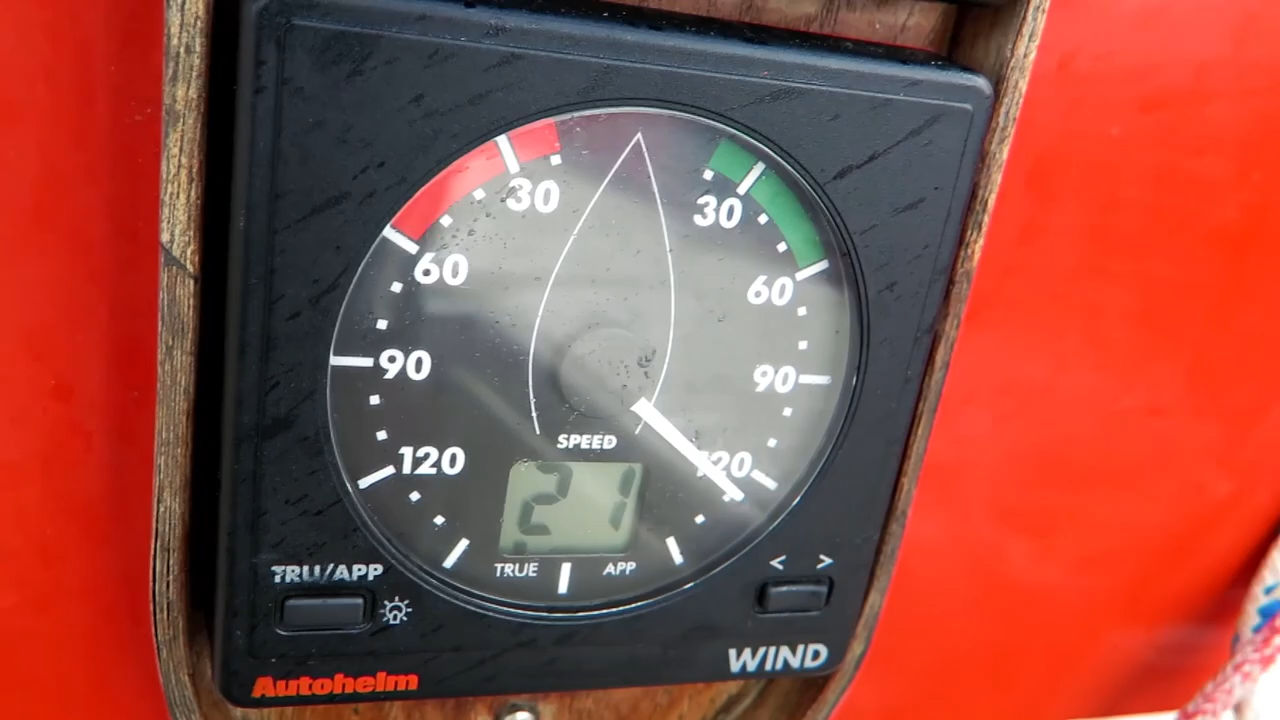 30 30
60 60
90 90
120 120
SPEED
21
TRUE APP
TRU/APP < >
WIND
Autohelm